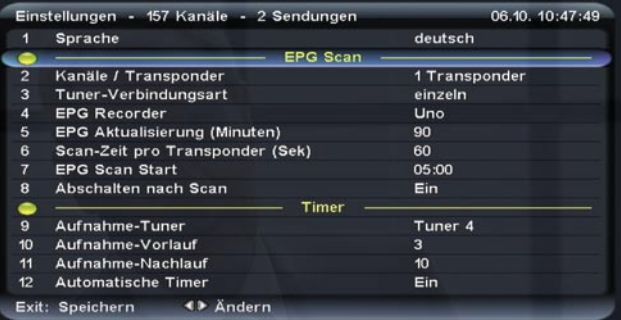 Einstellungen - 157 Kanäle - 2 Sendungen 06.10. 10:47:49
1 Sprache deutsch
EPG Scan
2 Kanäle / Transponder 1 Transponder
3 Tuner-Verbindungsart einzeln
4 EPG Recorder Uno
5 EPG Aktualisierung (Minuten) 90
6 Scan-Zeit pro Transponder (Sek) 60
7 EPG Scan Start 05:00
8 Abschalten nach Scan Ein
Timer
9 Aufnahme-Tuner Tuner 4
10 Aufnahme-Vorlauf 3
11 Aufnahme-Nachlauf 10
12 Automatische Timer Ein
Exit: Speichern Ändern